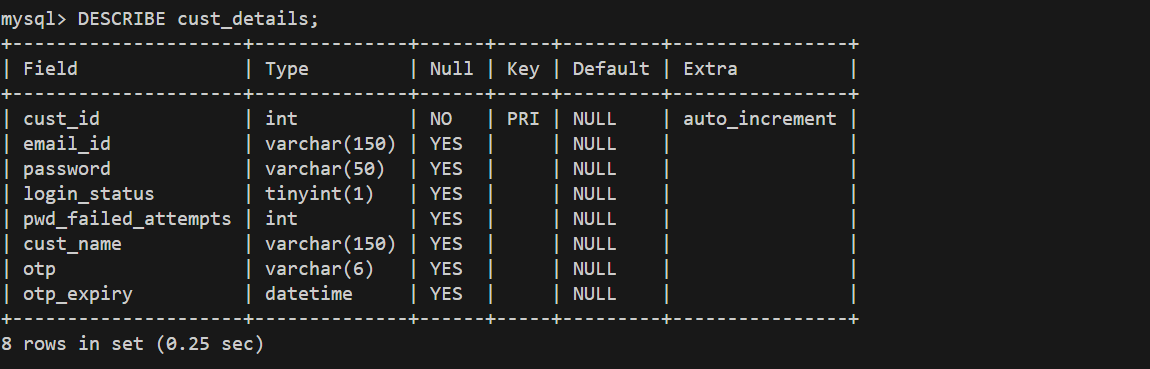 mysql> DESCRIBE cust_details;
+---------------------+--------------+------+-----+---------+----------------+
| Field               | Type         | Null | Key | Default | Extra          |
+---------------------+--------------+------+-----+---------+----------------+
| cust_id             | int          | NO   | PRI | NULL    | auto_increment |
| email_id            | varchar(150) | YES  |     | NULL    |                |
| password            | varchar(50)  | YES  |     | NULL    |                |
| login_status        | tinyint(1)   | YES  |     | NULL    |                |
| pwd_failed_attempts | int          | YES  |     | NULL    |                |
| cust_name           | varchar(150) | YES  |     | NULL    |                |
| otp                 | varchar(6)   | YES  |     | NULL    |                |
| otp_expiry          | datetime     | YES  |     | NULL    |                |
+---------------------+--------------+------+-----+---------+----------------+
8 rows in set (0.25 sec)